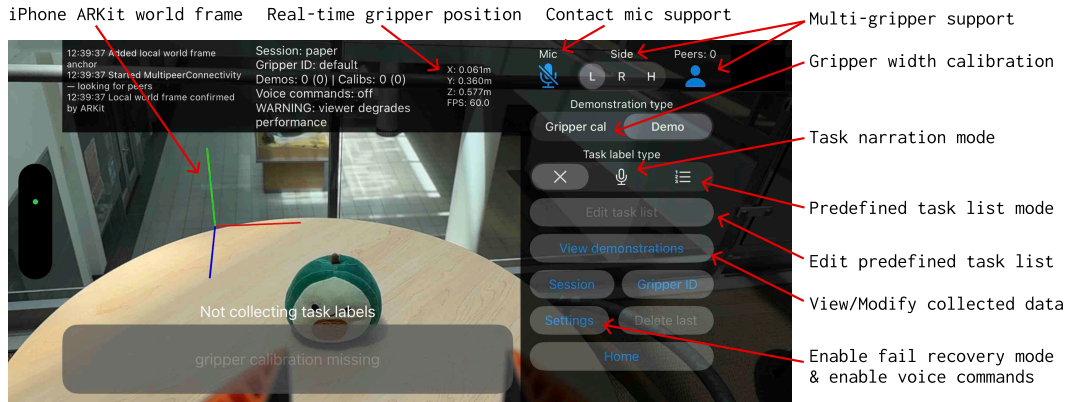 iPhone ARKit world frame
Real-time gripper position
Contact mic support
Multi-gripper support
Gripper width calibration
Task narration mode
Predefined task list mode
Edit predefined task list
View/Modify collected data
Enable fail recovery mode
& enable voice commands
12:39:37 Added local world frame
anchor
12:39:37 Started MultipeerConnectivity
— looking for peers
12:39:37 Local world frame confirmed
by ARKit
Session: paper
Gripper ID: default
Demos: 0 (0) | Calibs: 0 (0)
Voice commands: off
WARNING: viewer degrades
performance
X: 0.061m
Y: 0.360m
Z: 0.577m
FPS: 60.0
Mic
Side
Peers: 0
L R H
Demonstration type
Gripper cal Demo
Task label type
Edit task list
View demonstrations
Session Gripper ID
Settings Delete last
Home
Not collecting task labels
gripper calibration missing